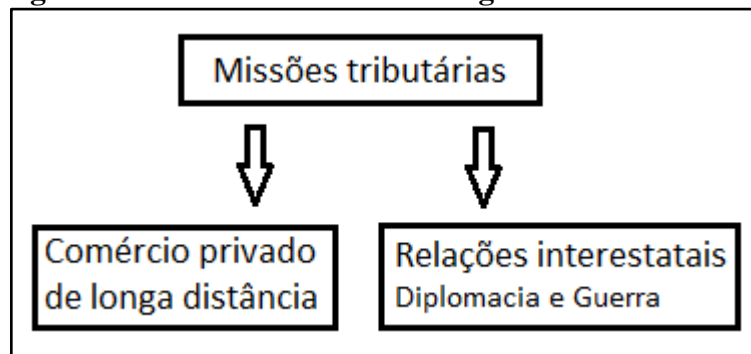 Missões tributárias
Comércio privado
de longa distância
Relações interestatais
Diplomacia e Guerra